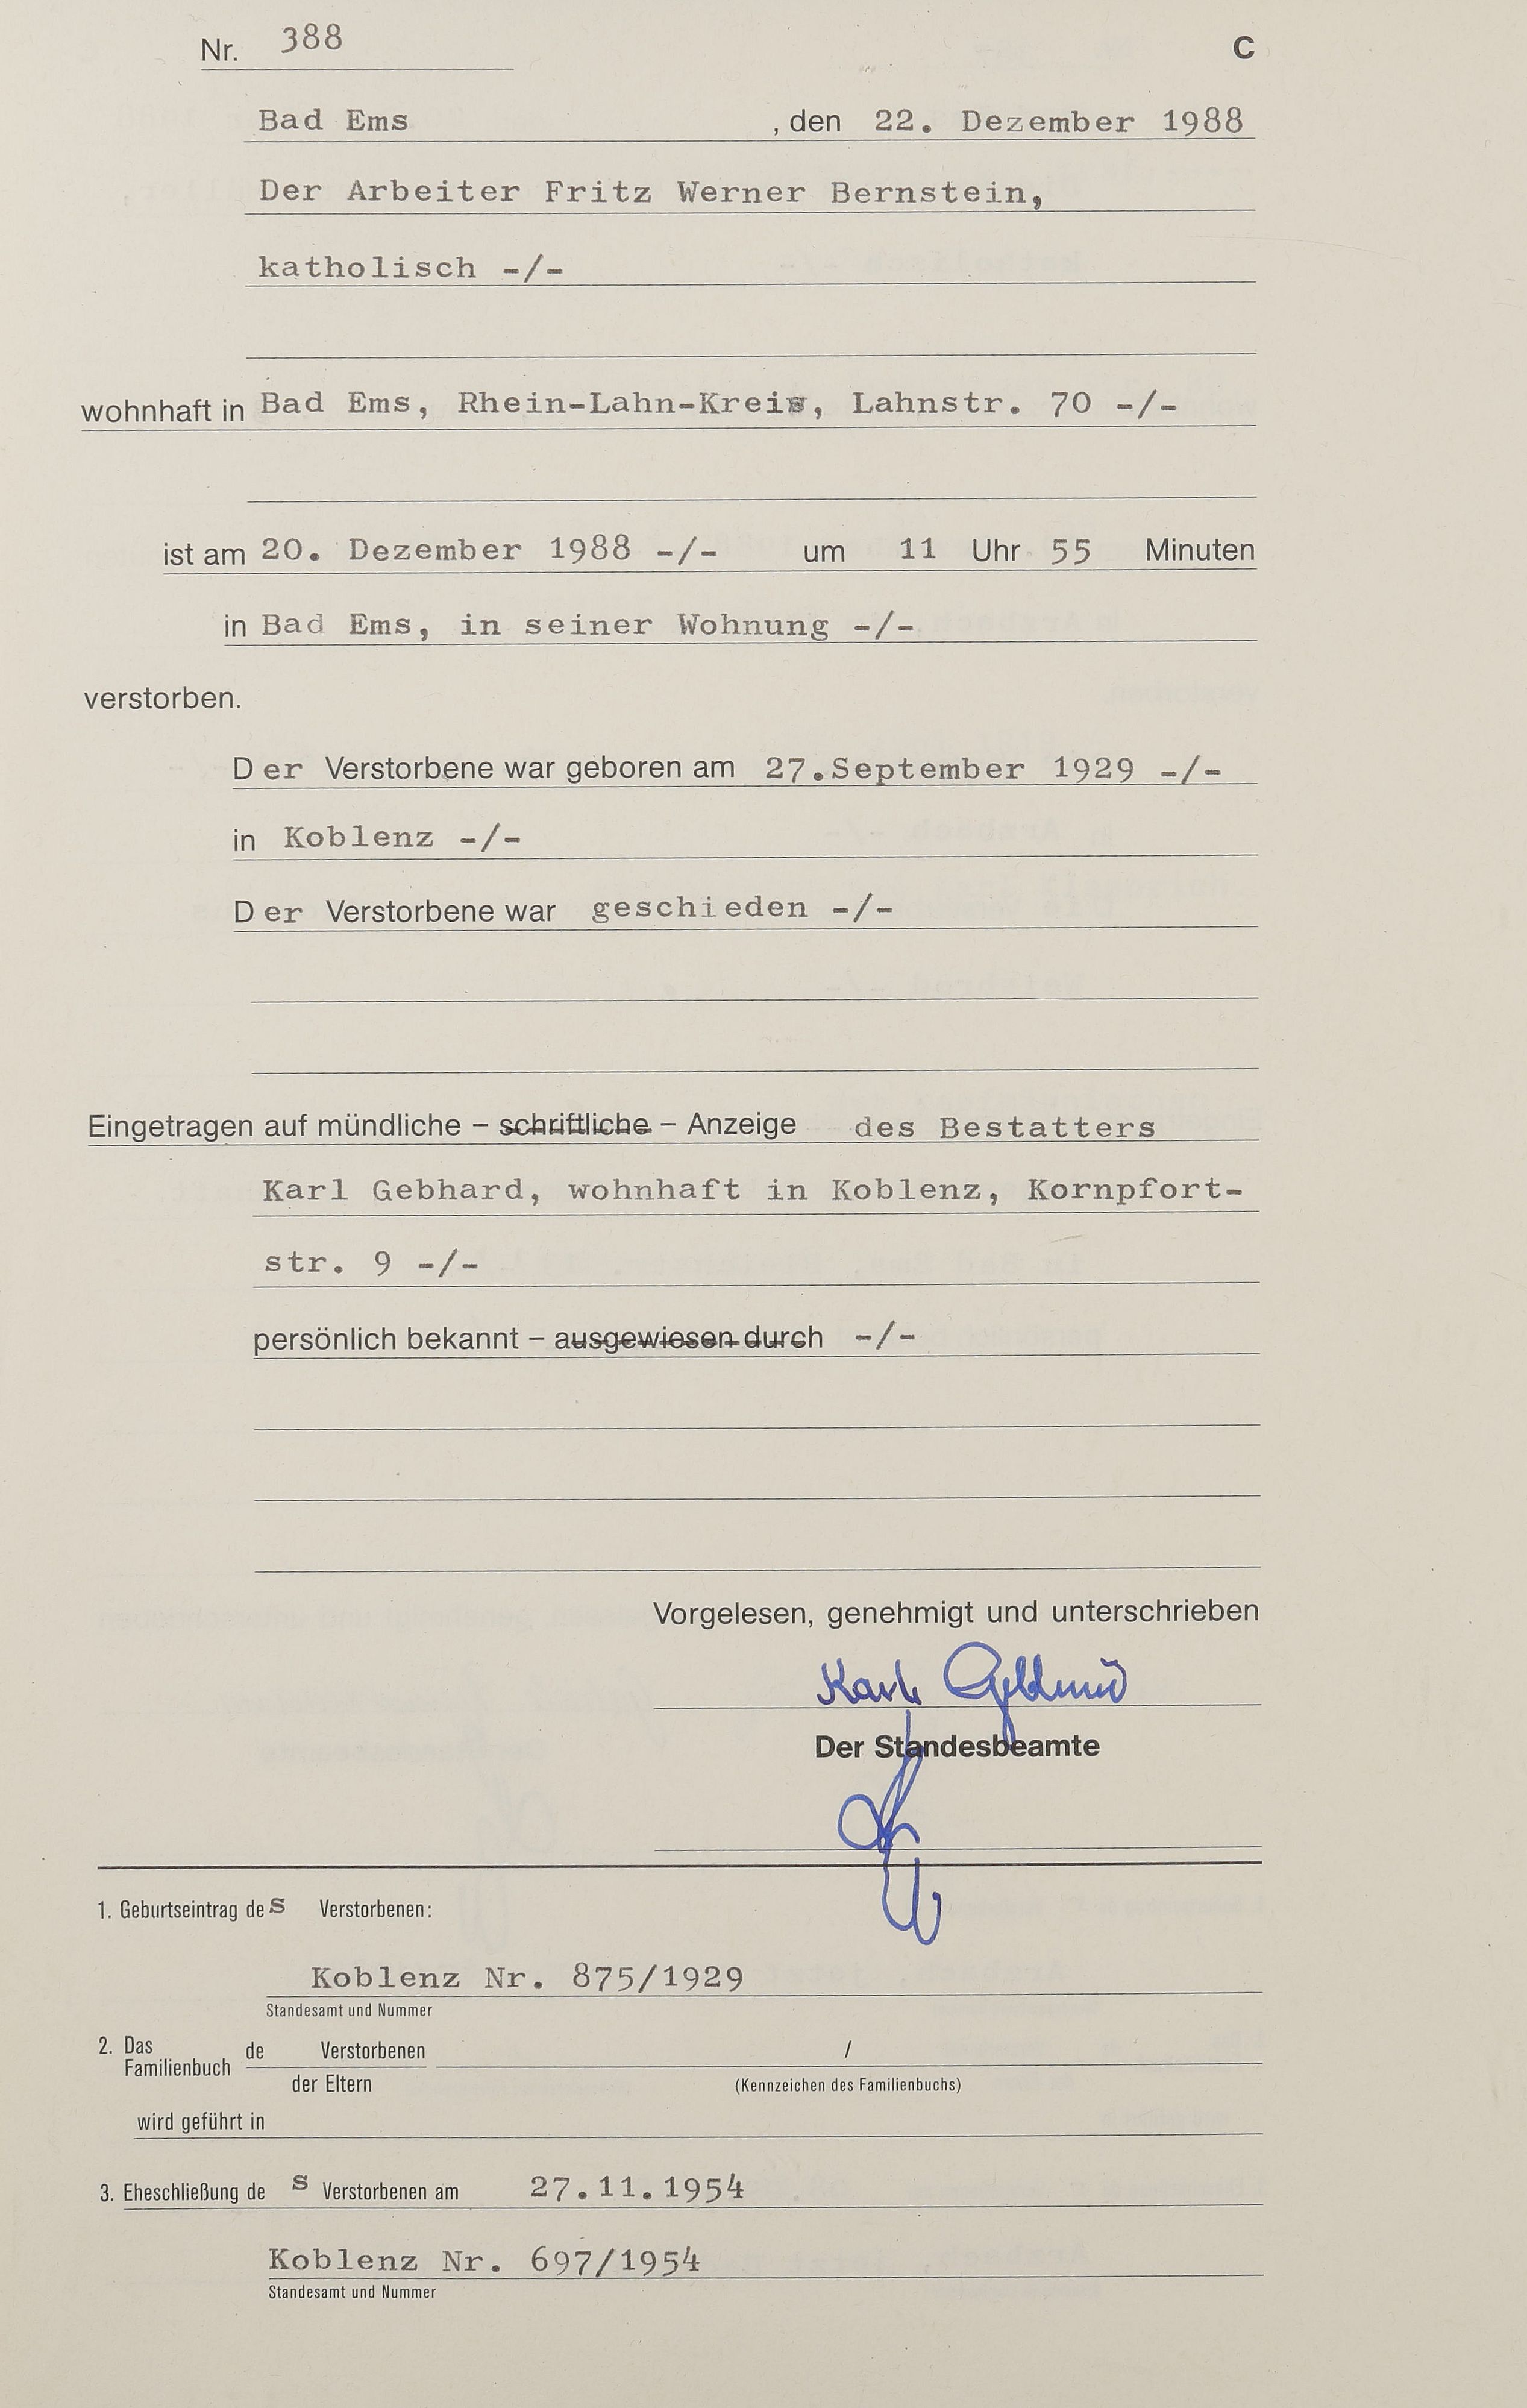 Nr. 388 C
Bad Ems , den 22. Dezember 1988
Der Arbeiter Fritz Werner Bernstein,
katholisch -/-
wohnhaft in Bad Ems, Rhein-Lahn-Kreis, Lahnstr. 70 -/-
ist am 20. Dezember 1988 -/- um 11 Uhr 55 Minuten
in Bad Ems, in seiner Wohnung -/-
verstorben.
Der Verstorbene war geboren am 27.September 1929 -/-
in Koblenz -/-
Der Verstorbene war geschieden -/-
Eingetragen auf mündliche – schriftliche – Anzeige des Bestatters
Karl Gebhard, wohnhaft in Koblenz, Kornpfort-
str. 9 -/-
persönlich bekannt – ausgewiesen durch -/-
Vorgelesen, genehmigt und unterschrieben
Karl
Der Standesbeamte
1. Geburtseintrag des Verstorbenen:
Koblenz Nr. 875/1929
Standesamt und Nummer
2. Das Familienbuch de Verstorbenen /
der Eltern (Kennzeichen des Familienbuchs)
wird geführt in
3. Eheschließung des Verstorbenen am 27.11.1954
Koblenz Nr. 697/1954
Standesamt und Nummer